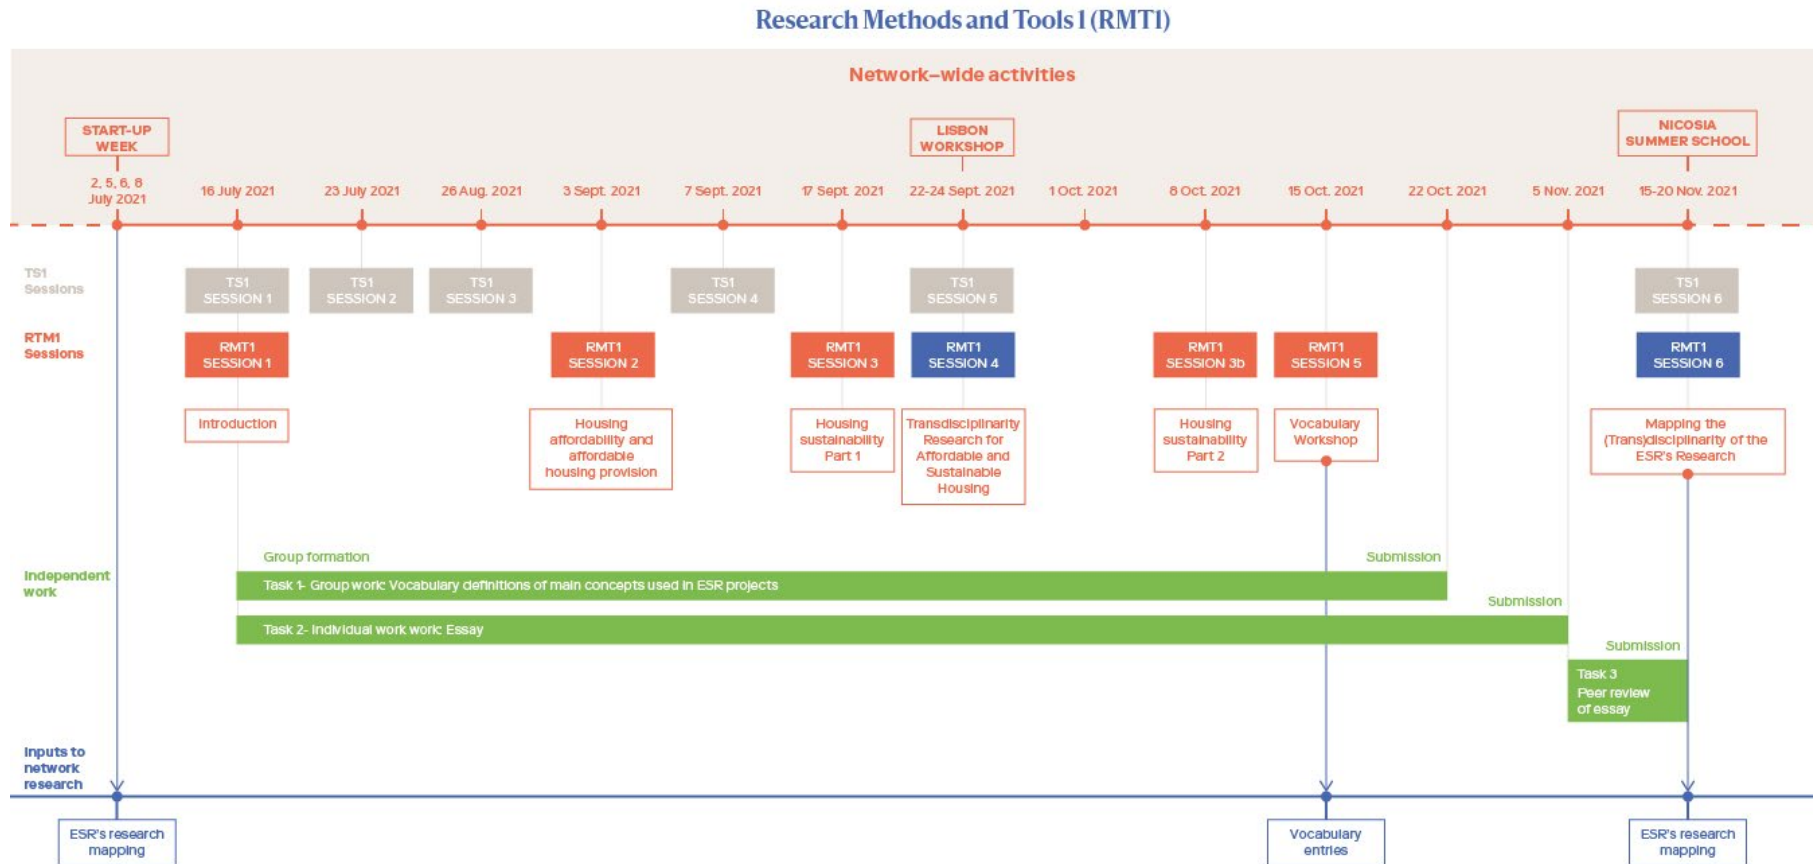 Research Methods and Tools 1 (RMT1)
Network-wide activities
START-UP
WEEK
LISBON
WORKSHOP
NICOSIA
SUMMER SCHOOL
2, 5, 6, 8
July 2021
16 July 2021
23 July 2021
26 Aug. 2021
3 Sept. 2021
7 Sept. 2021
17 Sept. 2021
22-24 Sept. 2021
1 Oct. 2021
8 Oct. 2021
15 Oct. 2021
22 Oct. 2021
5 Nov. 2021
15-20 Nov. 2021
TS1
Sessions
TS1
SESSION 1
TS1
SESSION 2
TS1
SESSION 3
TS1
SESSION 4
TS1
SESSION 5
TS1
SESSION 6
RTM1
Sessions
RMT1
SESSION 1
RMT1
SESSION 2
RMT1
SESSION 3
RMT1
SESSION 4
RMT1
SESSION 3b
RMT1
SESSION 5
RMT1
SESSION 6
Introduction
Housing
affordability and
affordable
housing provision
Housing
sustainability
Part 1
Transdisciplinarity
Research for
Affordable and
Sustainable
Housing
Housing
sustainability
Part 2
Vocabulary
Workshop
Mapping the
(Trans)disciplinarity of the
ESR's Research
Independent
work
Group formation
Submission
Task 1- Group work: Vocabulary definitions of main concepts used in ESR projects
Submission
Task 2- Individual work work: Essay
Submission
Task 3
Peer review
of essay
Inputs to
network
research
ESR's research
mapping
Vocabulary
entries
ESR's research
mapping